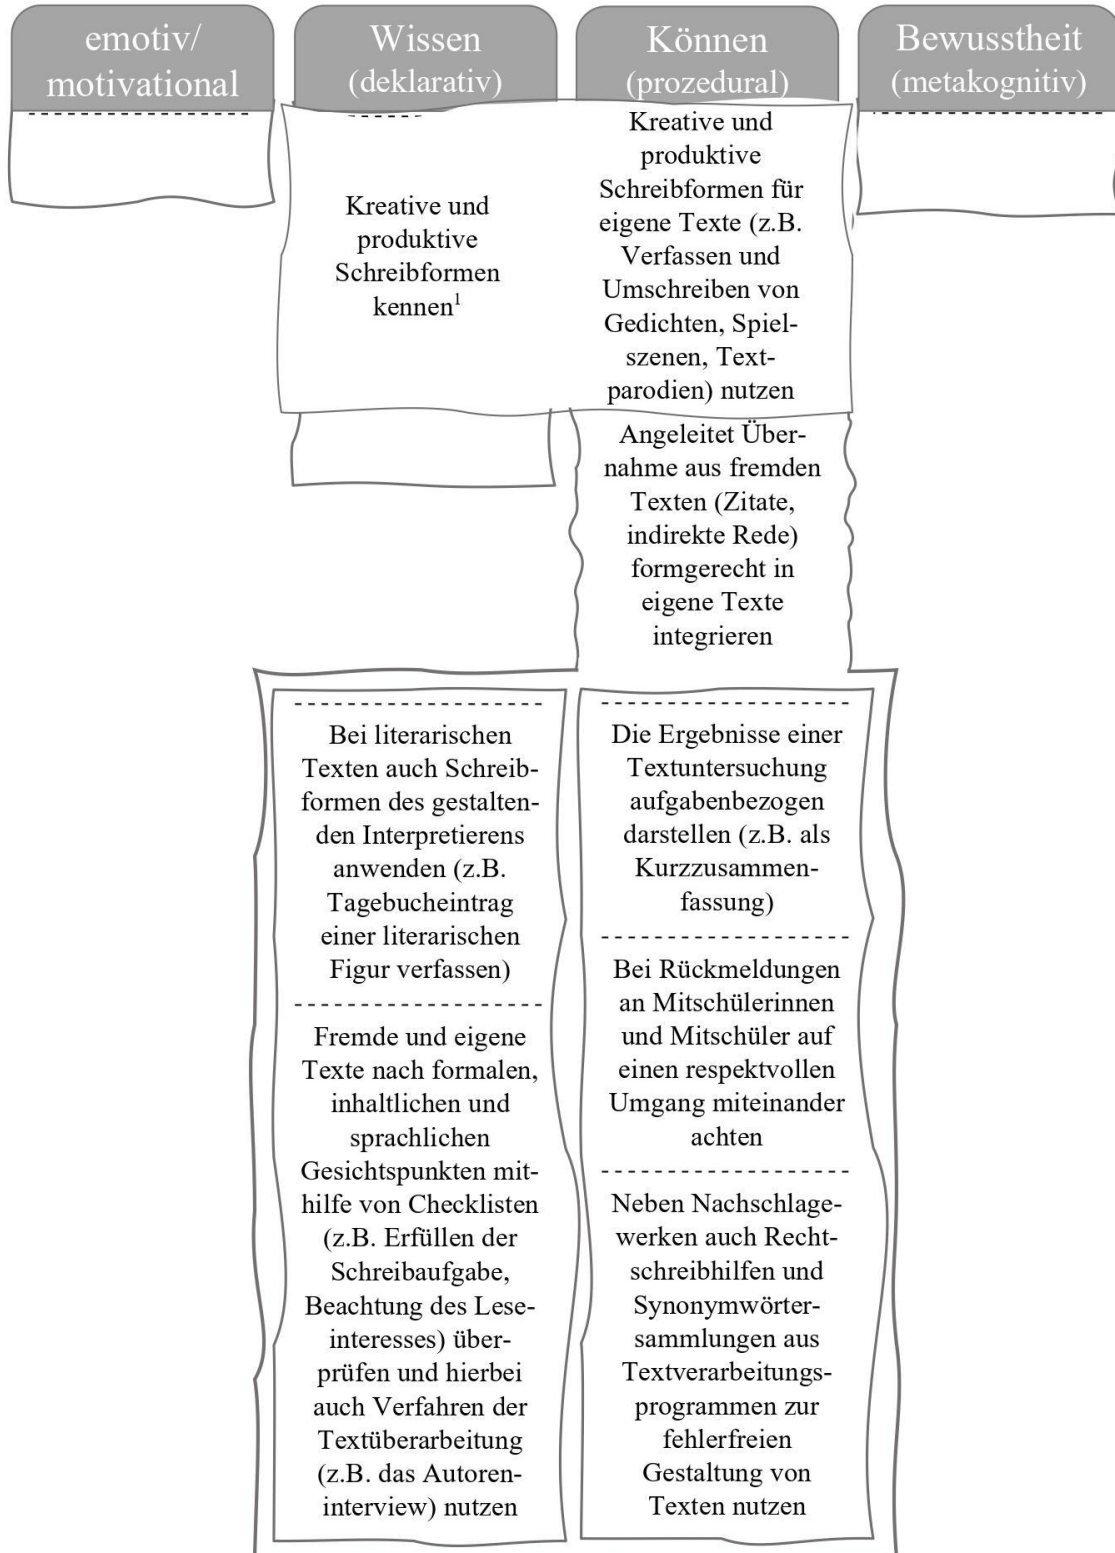 emotiv/
motivational
Wissen
(deklarativ)
Können
(prozedural)
Bewusstheit
(metakognitiv)
Kreative und
produktive
Schreibformen
kennen1
Kreative und
produktive
Schreibformen für
eigene Texte (z.B.
Verfassen und
Umschreiben von
Gedichten, Spiel-
szenen, Text-
parodien) nutzen
Angeleitet Über-
nahme aus fremden
Texten (Zitate,
indirekte Rede)
formgerecht in
eigene Texte
integrieren
Bei literarischen
Texten auch Schreib-
formen des gestalten-
den Interpretierens
anwenden (z.B.
Tagebucheintrag
einer literarischen
Figur verfassen)
Fremde und eigene
Texte nach formalen,
inhaltlichen und
sprachlichen
Gesichtspunkten mit-
hilfe von Checklisten
(z.B. Erfüllen der
Schreibaufgabe,
Beachtung des Lese-
interesses) über-
prüfen und hierbei
auch Verfahren der
Textüberarbeitung
(z.B. das Autoren-
interview) nutzen
Die Ergebnisse einer
Textuntersuchung
aufgabenbezogen
darstellen (z.B. als
Kurzzusammen-
fassung)
Bei Rückmeldungen
an Mitschülerinnen
und Mitschüler auf
einen respektvollen
Umgang miteinander
achten
Neben Nachschlage-
werken auch Recht-
schreibhilfen und
Synonymwörter-
sammlungen aus
Textverarbeitungs-
programmen zur
fehlerfreien
Gestaltung von
Texten nutzen